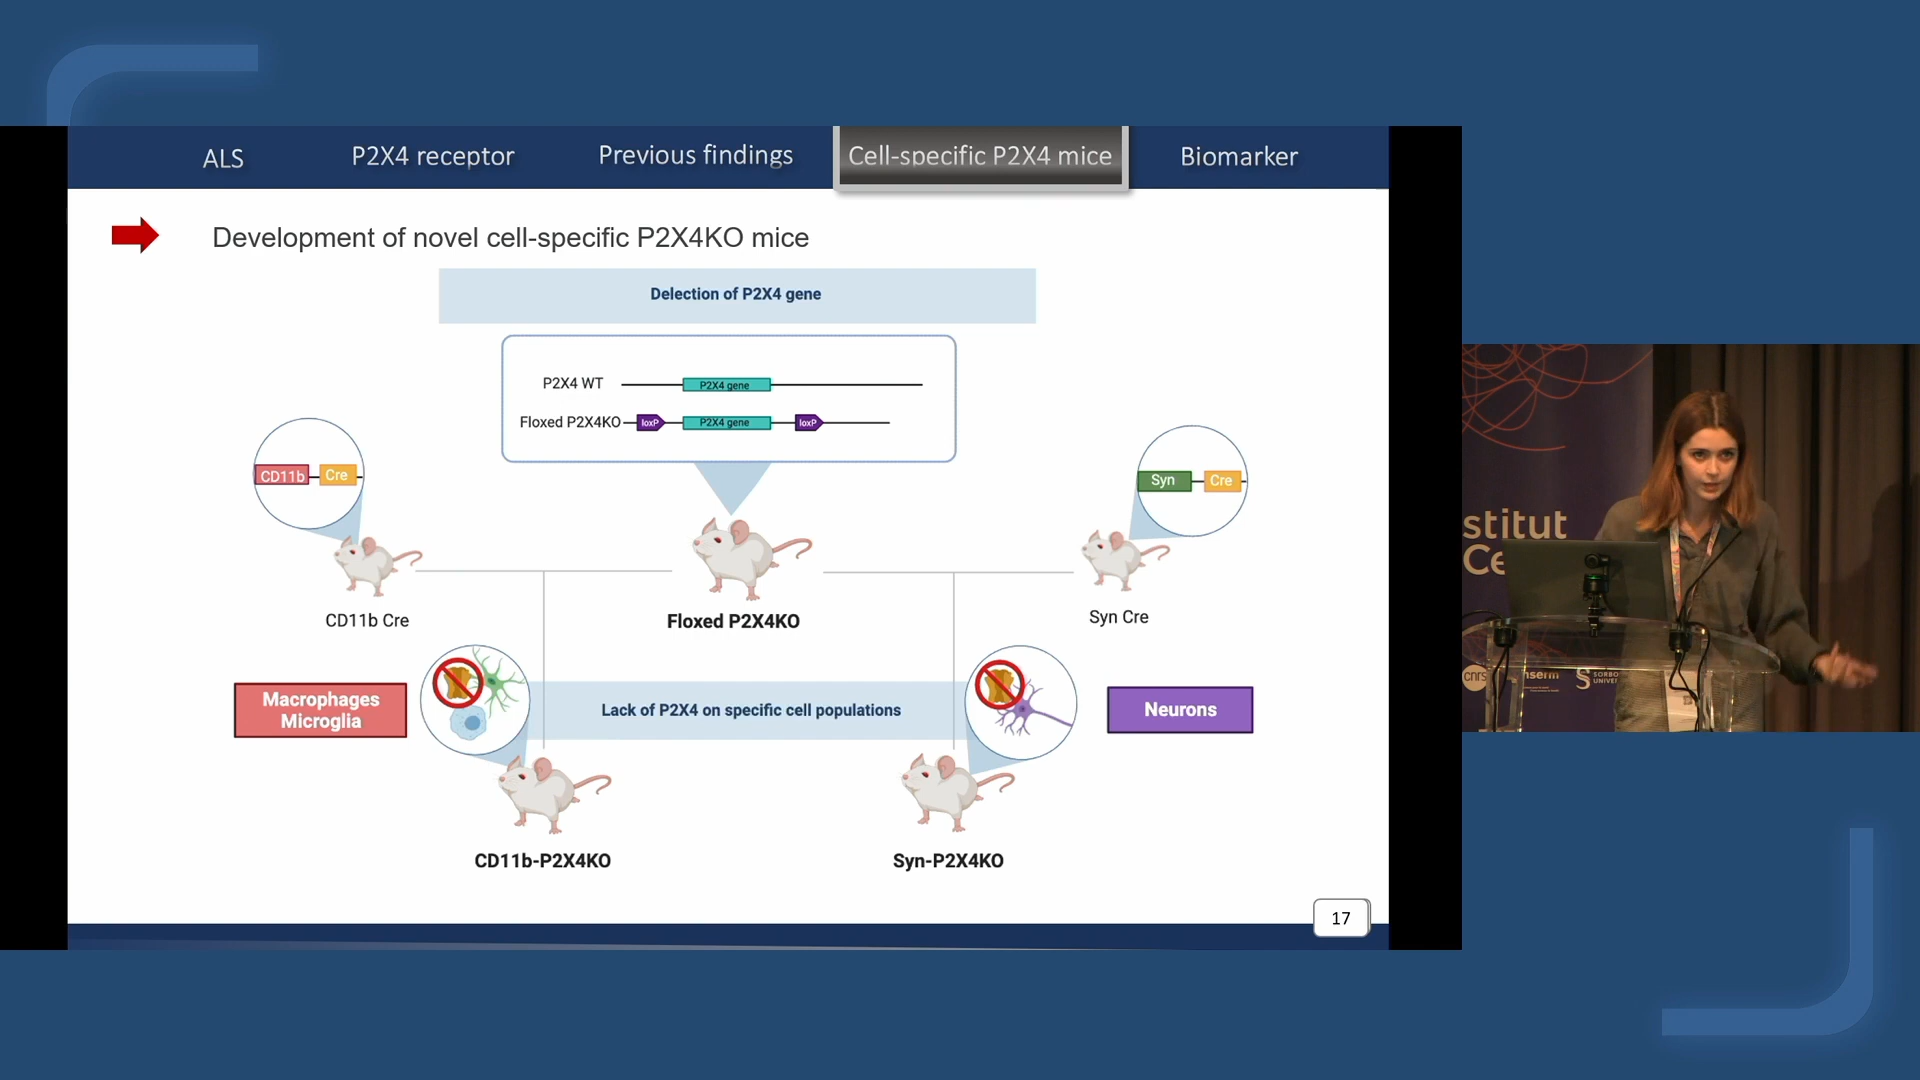 ALS
P2X4 receptor
Previous findings
Cell-specific P2X4 mice
Biomarker
Development of novel cell-specific P2X4KO mice
Delection of P2X4 gene
P2X4 WT
P2X4 gene
Floxed P2X4KO
loxP
P2X4 gene
loxP
CD11b
Cre
Syn
Cre
CD11b Cre
Floxed P2X4KO
Syn Cre
Macrophages
Microglia
Lack of P2X4 on specific cell populations
Neurons
CD11b-P2X4KO
Syn-P2X4KO
17
stitut
Ce
cnrs
nserm
SORBO
UNIVER